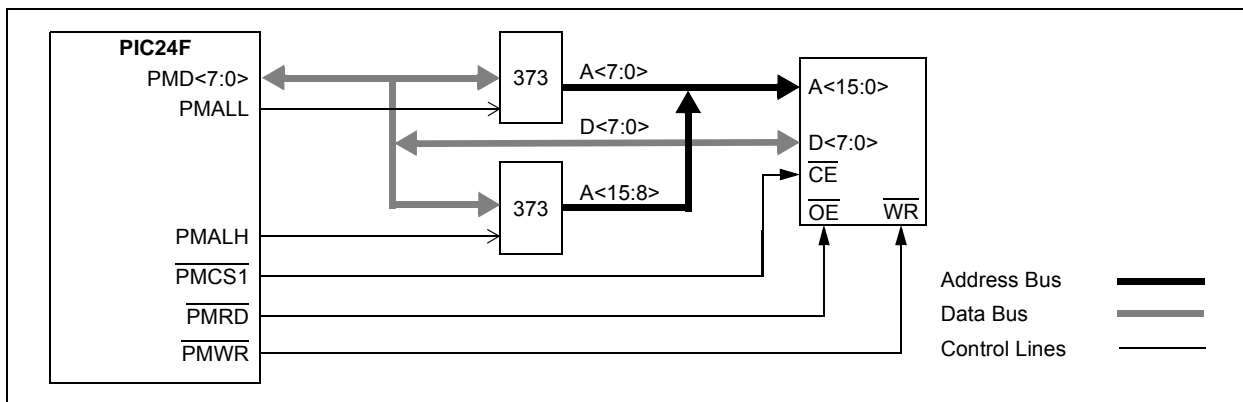 PIC24F
PMD<7:0>
PMALL
PMALH
PMCS1
PMRD
PMWR
373
A<7:0>
D<7:0>
373
A<15:8>
A<15:0>
D<7:0>
CE
OE WR
Address Bus
Data Bus
Control Lines